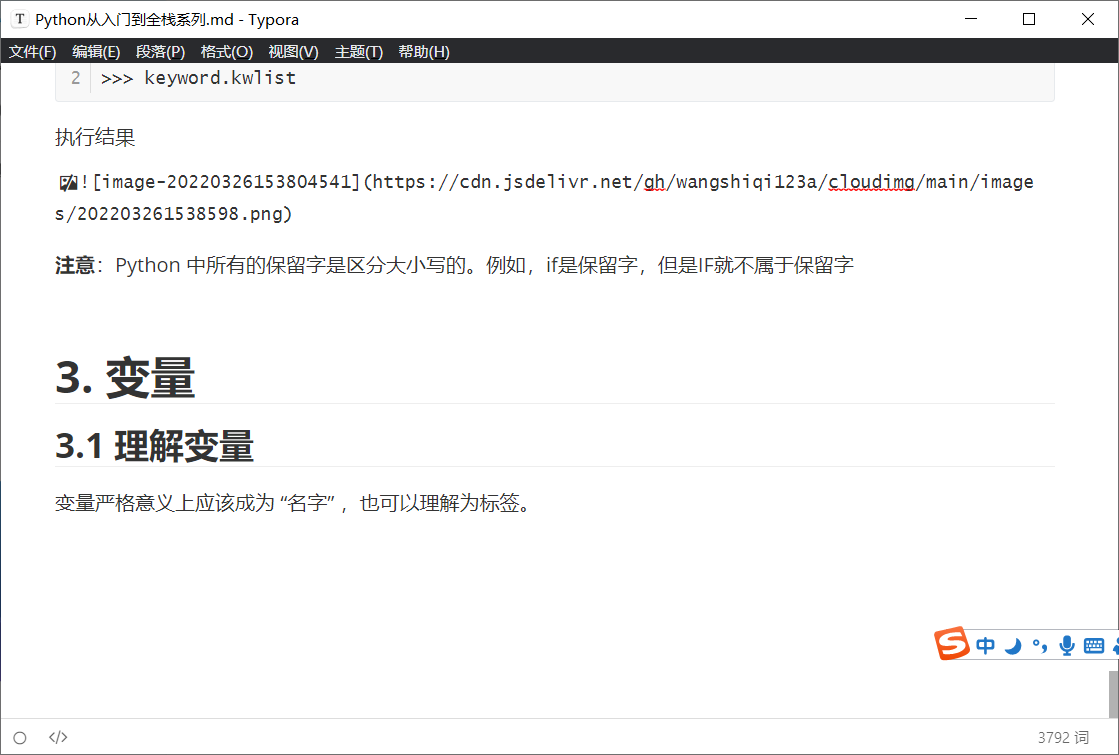 Python从入门到全栈系列.md - Typora
文件(F) 编辑(E) 段落(P) 格式(O) 视图(V) 主题(T) 帮助(H)
2 >>> keyword.kwlist
执行结果
![image-20220326153804541](https://cdn.jsdelivr.net/gh/wangshiqi123a/cloudimg/main/image
s/202203261538598.png)
注意：Python 中所有的保留字是区分大小写的。例如，if是保留字，但是IF就不属于保留字
3. 变量
3.1 理解变量
变量严格意义上应该成为 “名字” ，也可以理解为标签。
中
</> 3792 词